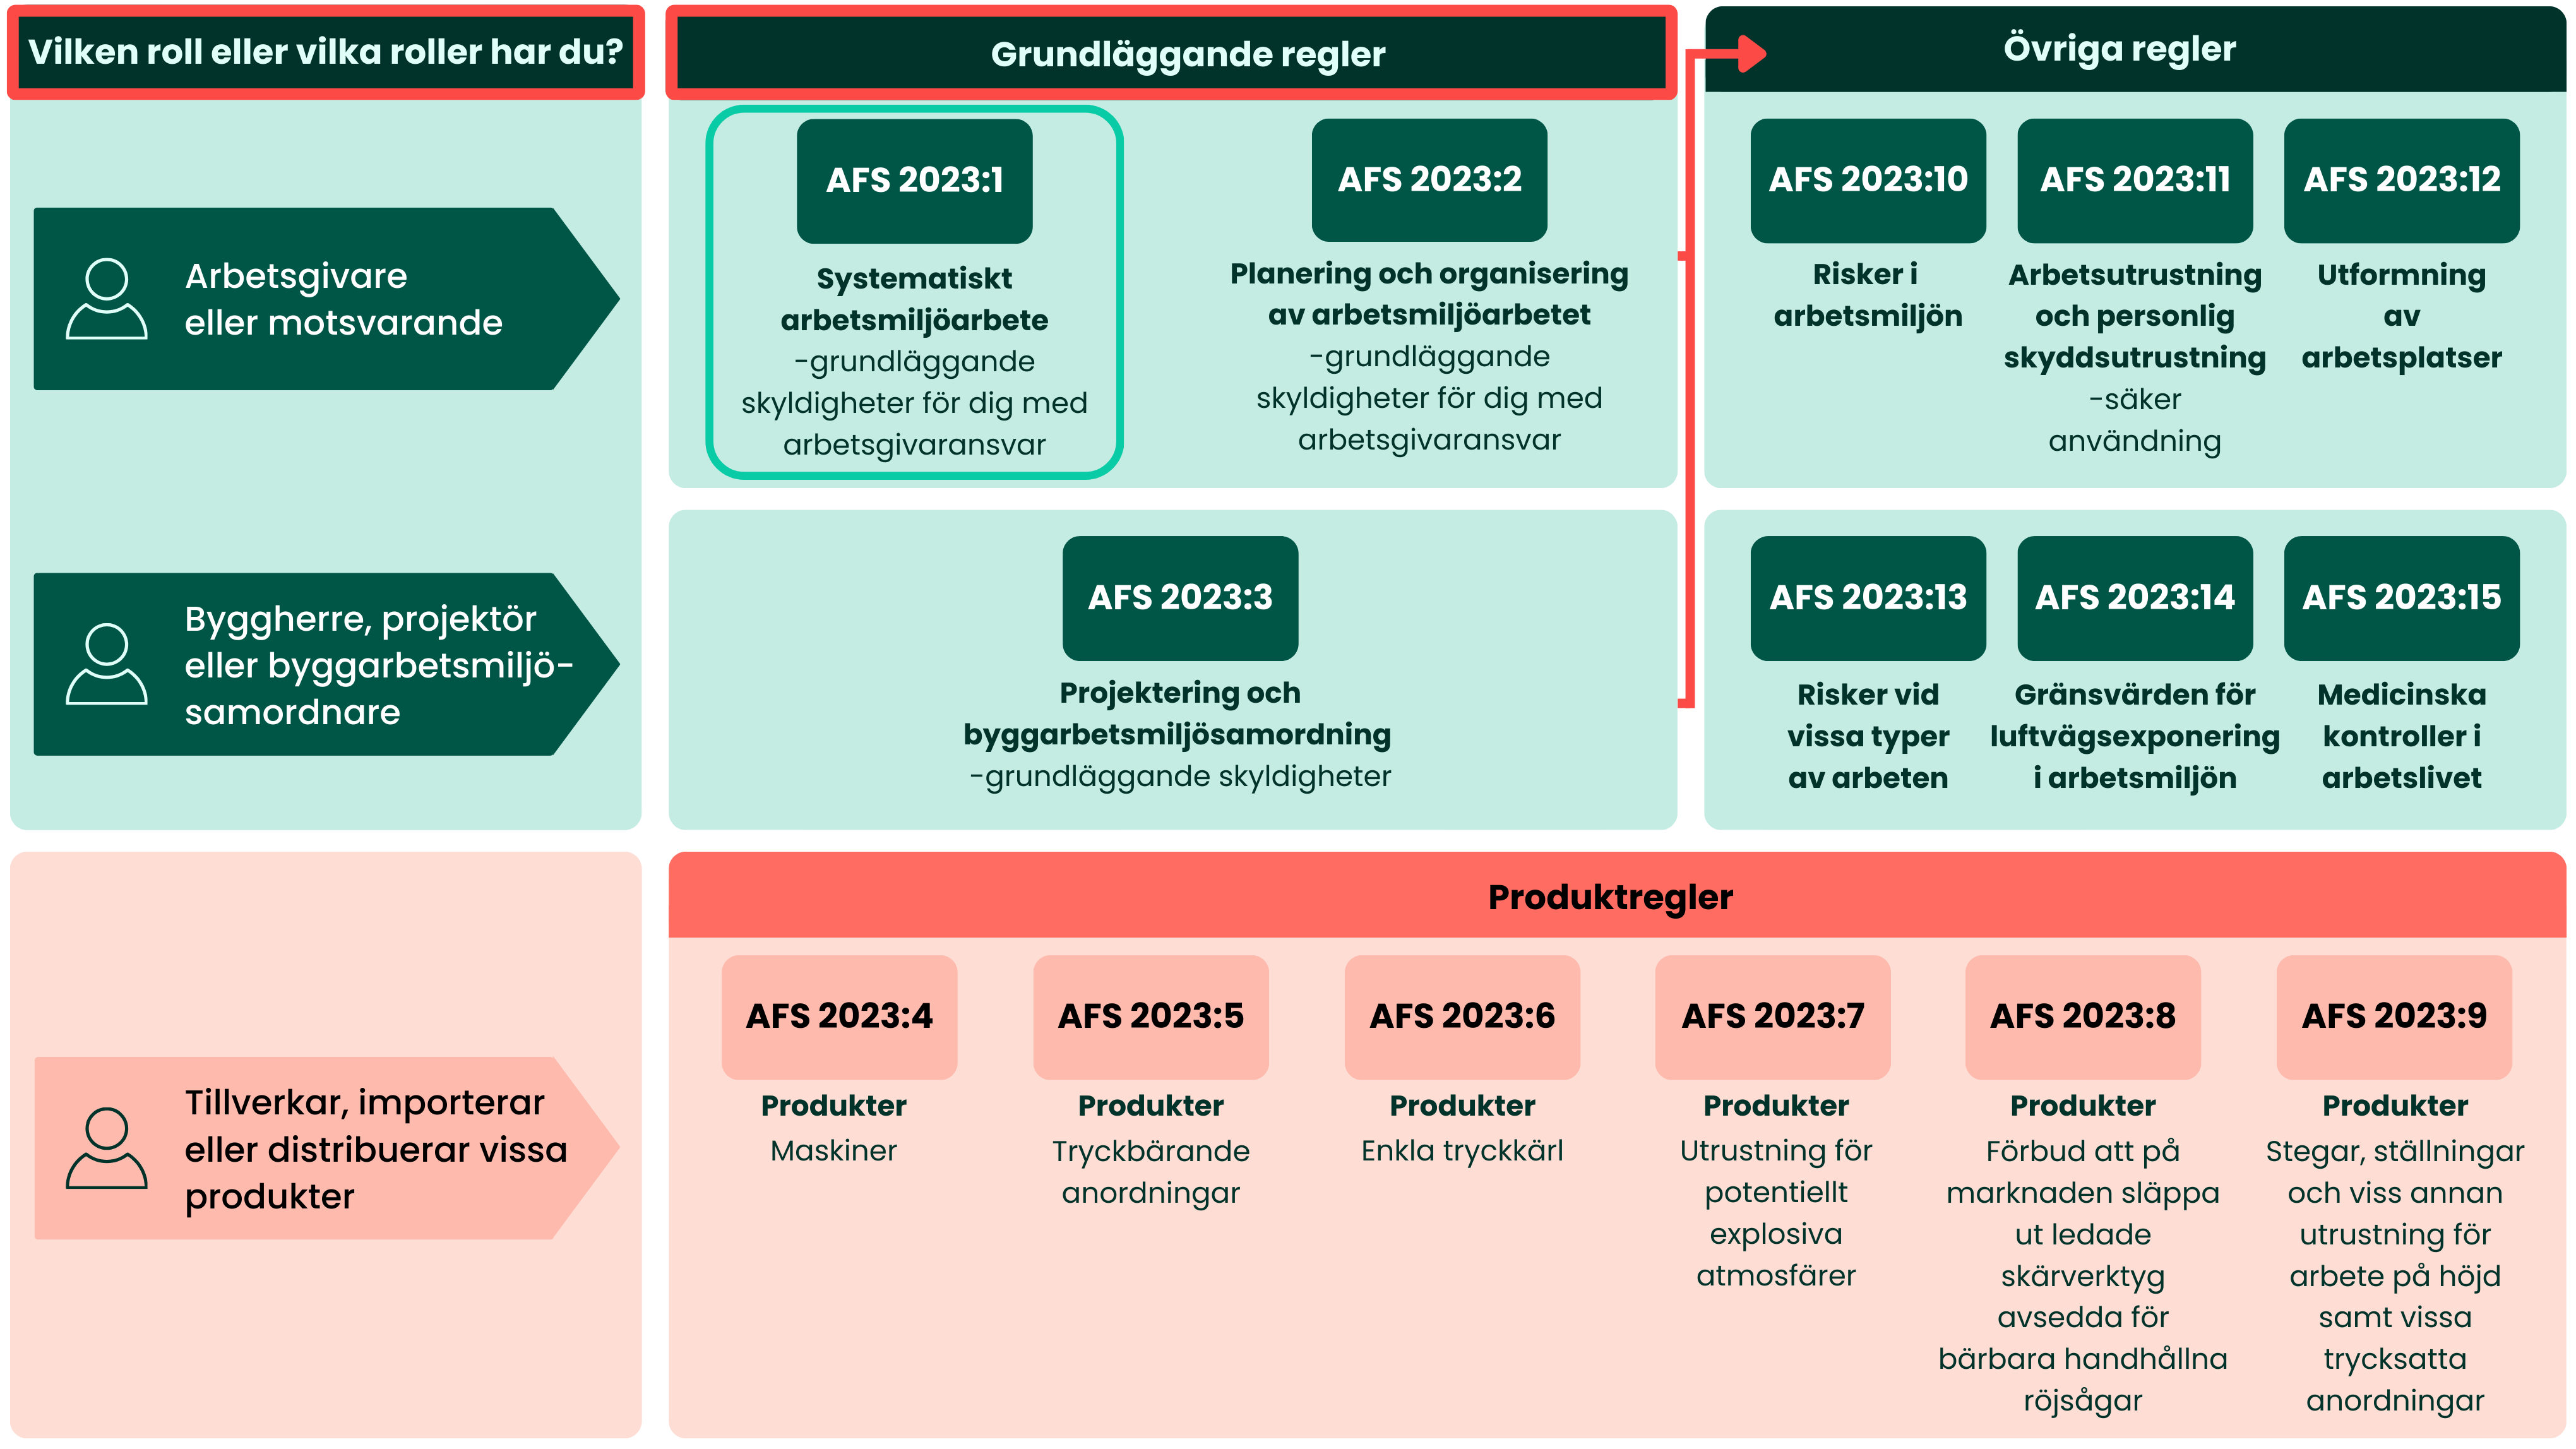 Vilken roll eller vilka roller har du?
Arbetsgivare
eller motsvarande
Byggherre, projektör
eller byggarbetsmiljö-
samordnare
Grundläggande regler
AFS 2023:1
Systematiskt
arbetsmiljöarbete
-grundläggande
skyldigheter för dig med
arbetsgivaransvar
AFS 2023:2
Planering och organisering
av arbetsmiljöarbetet
-grundläggande
skyldigheter för dig med
arbetsgivaransvar
AFS 2023:3
Projektering och
byggarbetsmiljösamordning
-grundläggande skyldigheter
Övriga regler
AFS 2023:10
Risker i
arbetsmiljön
AFS 2023:11
Arbetsutrustning
och personlig
skyddsutrustning
-säker
användning
AFS 2023:12
Utformning
av
arbetsplatser
AFS 2023:13
Risker vid
vissa typer
av arbeten
AFS 2023:14
Gränsvärden för
luftvägsexponering
i arbetsmiljön
AFS 2023:15
Medicinska
kontroller i
arbetslivet
Tillverkar, importerar
eller distribuerar vissa
produkter
Produktregler
AFS 2023:4
Produkter
Maskiner
AFS 2023:5
Produkter
Tryckbärande
anordningar
AFS 2023:6
Produkter
Enkla tryckkärl
AFS 2023:7
Produkter
Utrustning för
potentiellt
explosiva
atmosfärer
AFS 2023:8
Produkter
Förbud att på
marknaden släppa
ut ledade
skärverktyg
avsedda för
bärbara handhållna
röjsågar
AFS 2023:9
Produkter
Stegar, ställningar
och viss annan
utrustning för
arbete på höjd
samt vissa
trycksatta
anordningar